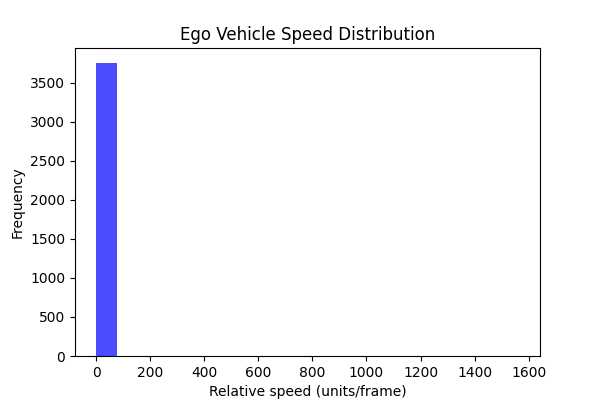 Ego Vehicle Speed Distribution
Frequency
3500
3000
2500
2000
1500
1000
500
0
0 200 400 600 800 1000 1200 1400 1600
Relative speed (units/frame)